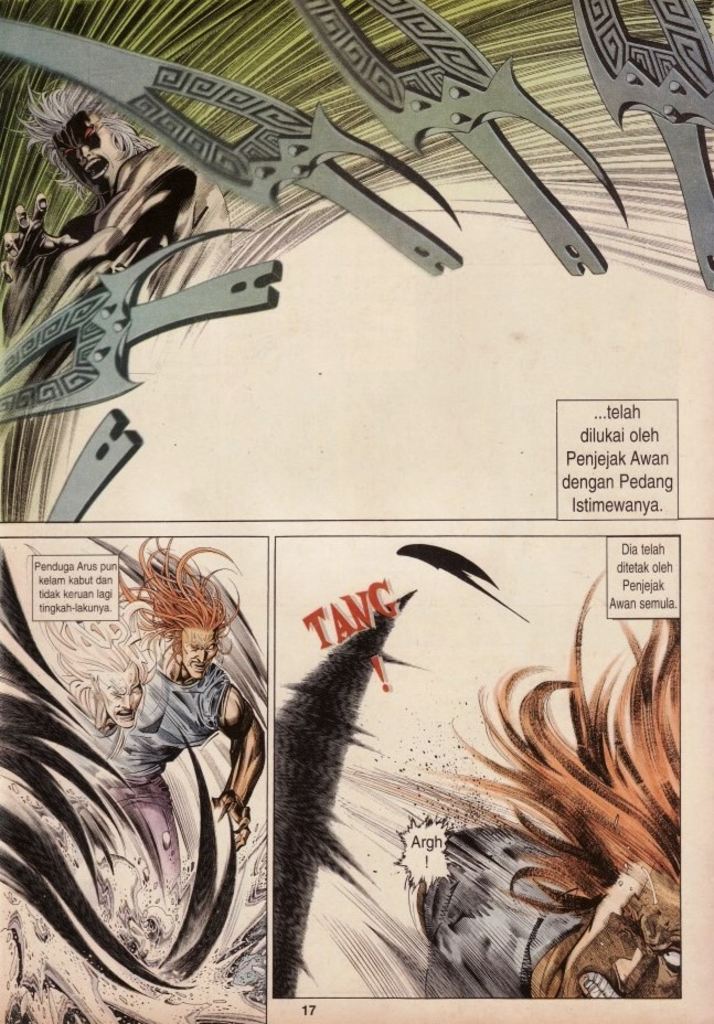 ...telah
dilukai oleh
Penjejak Awan
dengan Pedang
Istimewanya.
Penduga Arus pun
kelam kabut dan
tidak keruan lagi
tingkah-lakunya.
Dia telah
ditetak oleh
Penjejak
Awan semula.
TANG
!
Argh
!
17